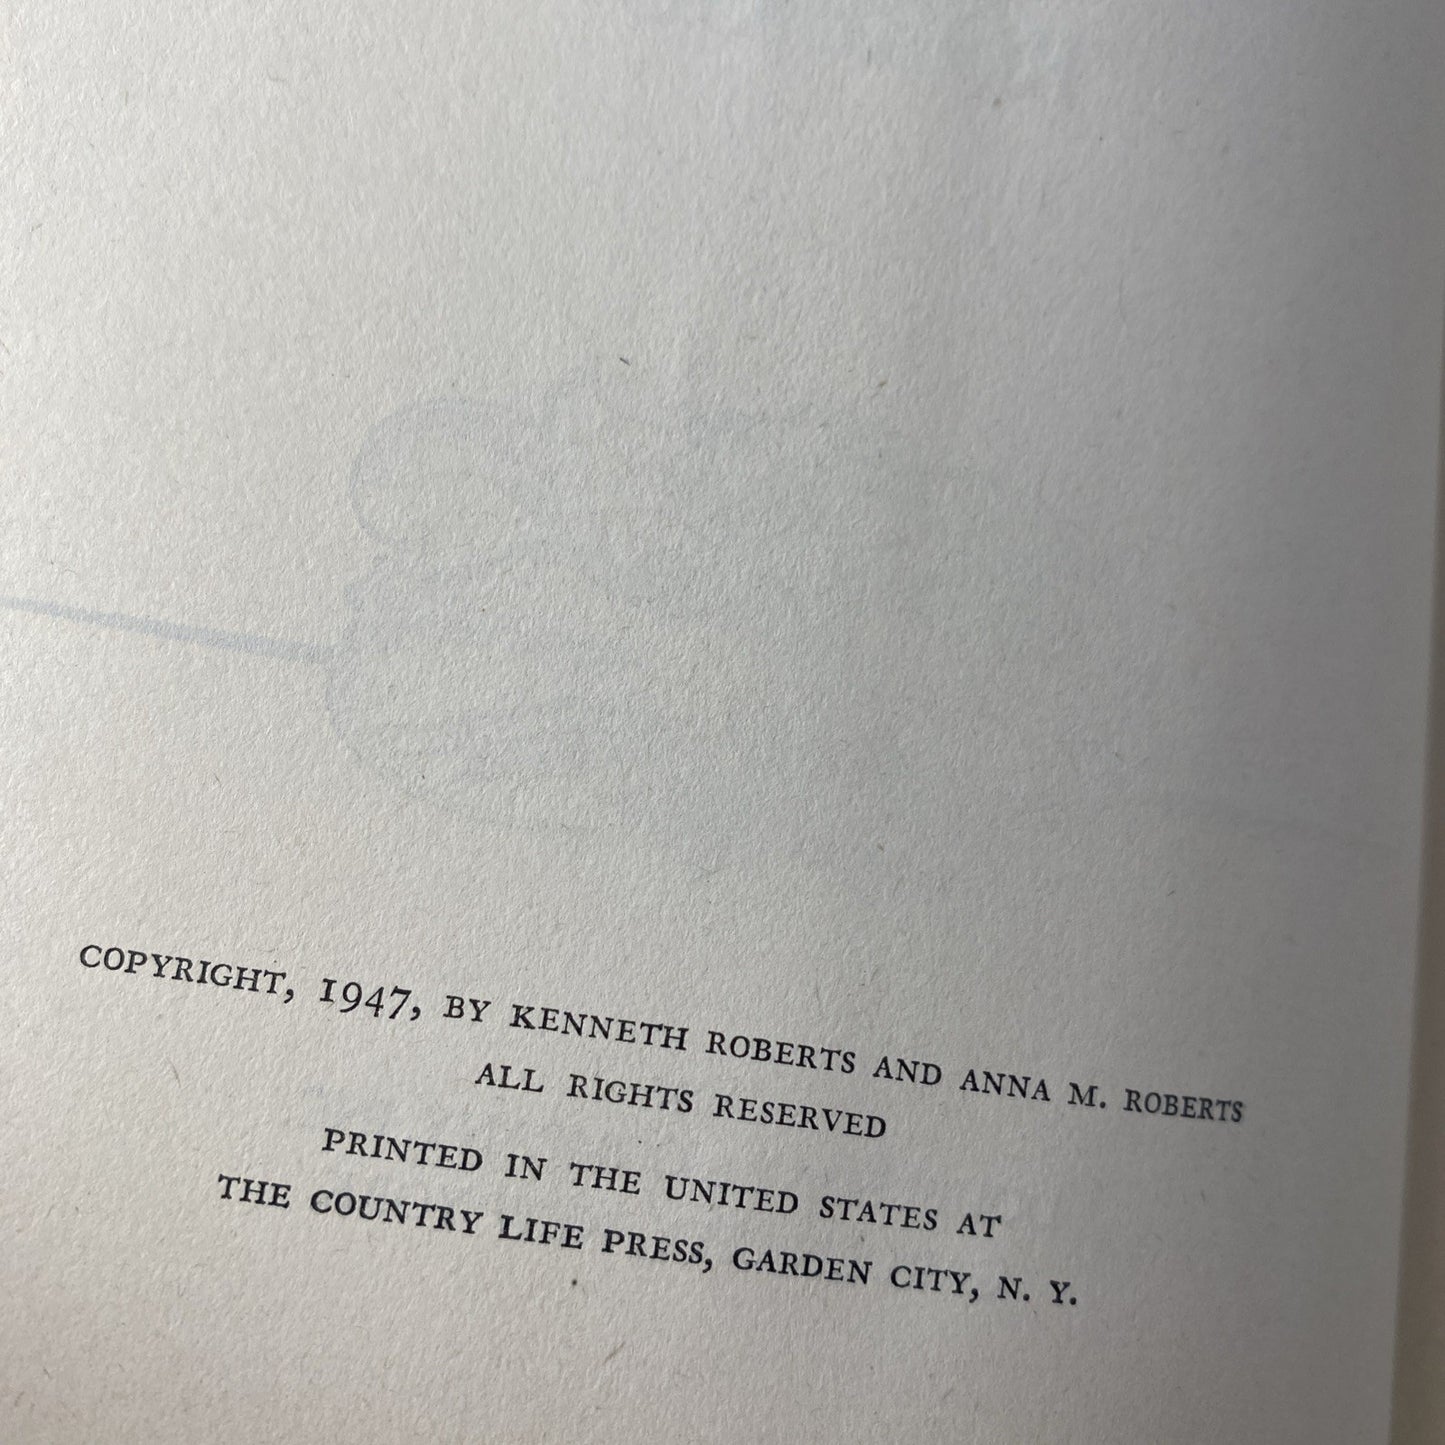 COPYRIGHT, 1947, BY KENNETH ROBERTS AND ANNA M. ROBERTS
ALL RIGHTS RESERVED
PRINTED IN THE UNITED STATES AT
THE COUNTRY LIFE PRESS, GARDEN CITY, N. Y.